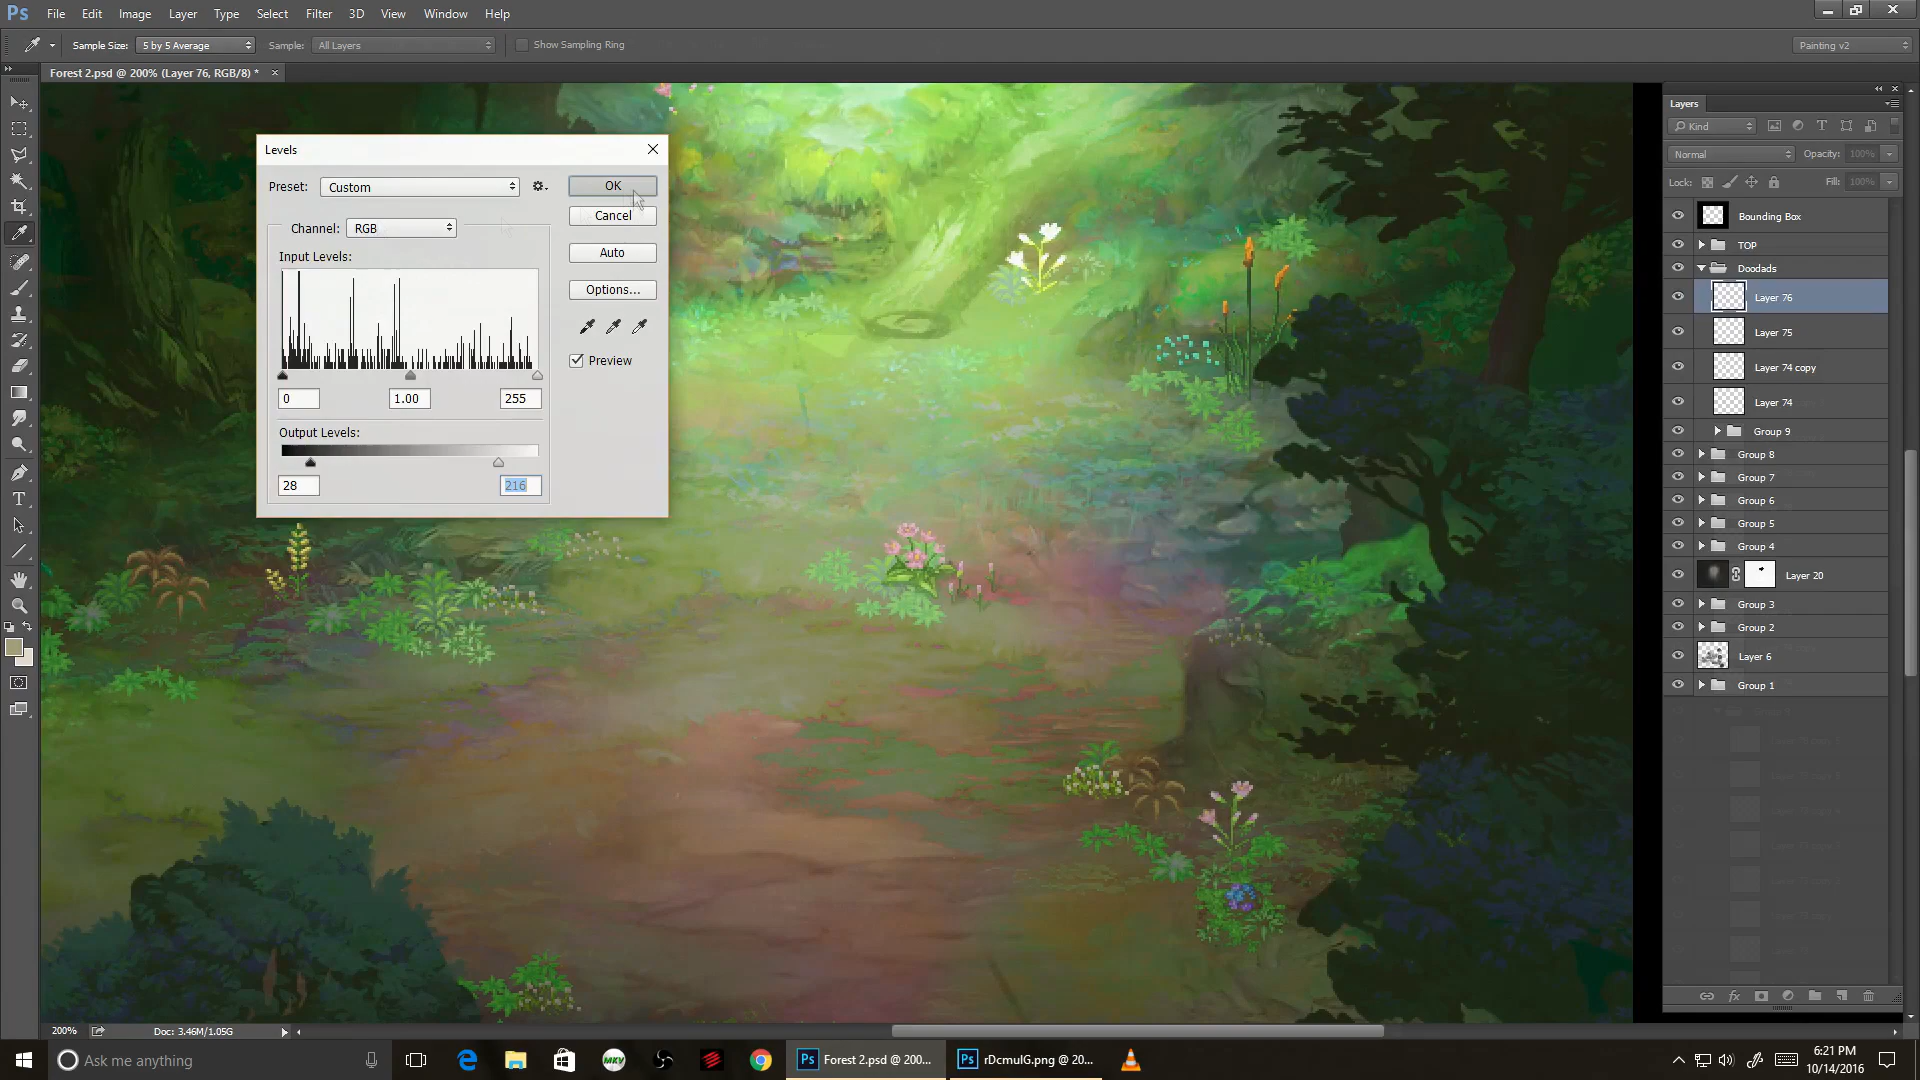 Ps File Edit Image Layer Type Select Filter 3D View Window Help
Sample Size: 5 by 5 Average Sample: All Layers Show Sampling Ring Painting v2
Forest 2.psd @ 200% (Layer 76, RGB/8) *
Levels
Preset: Custom
OK
Cancel
Channel: RGB
Auto
Input Levels:
Options...
Preview
0 1.00 255
Output Levels:
28 216
Layers
Kind
Normal Opacity: 100%
Lock: Fill: 100%
Bounding Box
TOP
Doodads
Layer 76
Layer 75
Layer 74 copy
Layer 74
Group 9
Group 8
Group 7
Group 6
Group 5
Group 4
Layer 20
Group 3
Group 2
Layer 6
Group 1
200% Doc: 3.46M/1.05G
Ask me anything
MKV
Ps Forest 2.psd @ 200...
Ps rDcmulG.png @ 20...
6:21 PM
10/14/2016